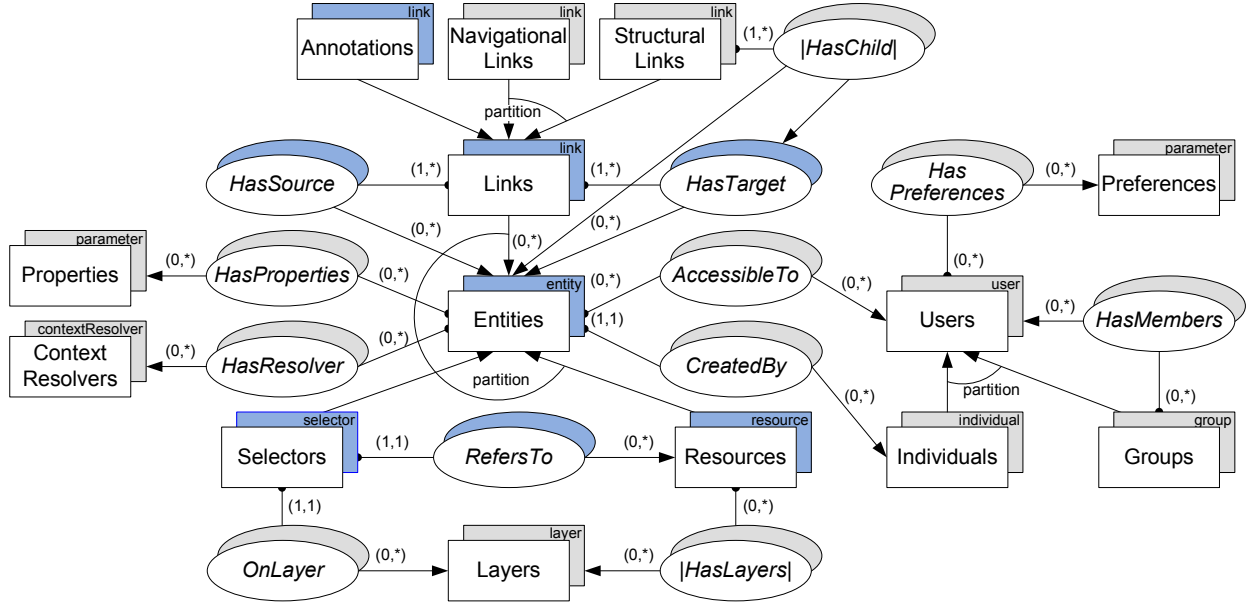 link
link
link
Annotations
Navigational
Links
Structural
Links
(1,*)
|HasChild|
partition
link
HasSource
(1,*)
Links
(1,*)
HasTarget
parameter
Has
Preferences
(0,*)
Preferences
(0,*)
(0,*)
(0,*)
parameter
Properties
(0,*)
HasProperties
(0,*)
entity
Entities
(0,*)
(1,1)
AccessibleTo
(0,*)
(0,*)
user
Users
(0,*)
HasMembers
contextResolver
Context
Resolvers
(0,*)
HasResolver
(0,*)
CreatedBy
partition
partition
(0,*)
(0,*)
selector
Selectors
(1,1)
RefersTo
(0,*)
resource
Resources
individual
Individuals
group
Groups
(1,1)
(0,*)
OnLayer
(0,*)
layer
Layers
(0,*)
|HasLayers|